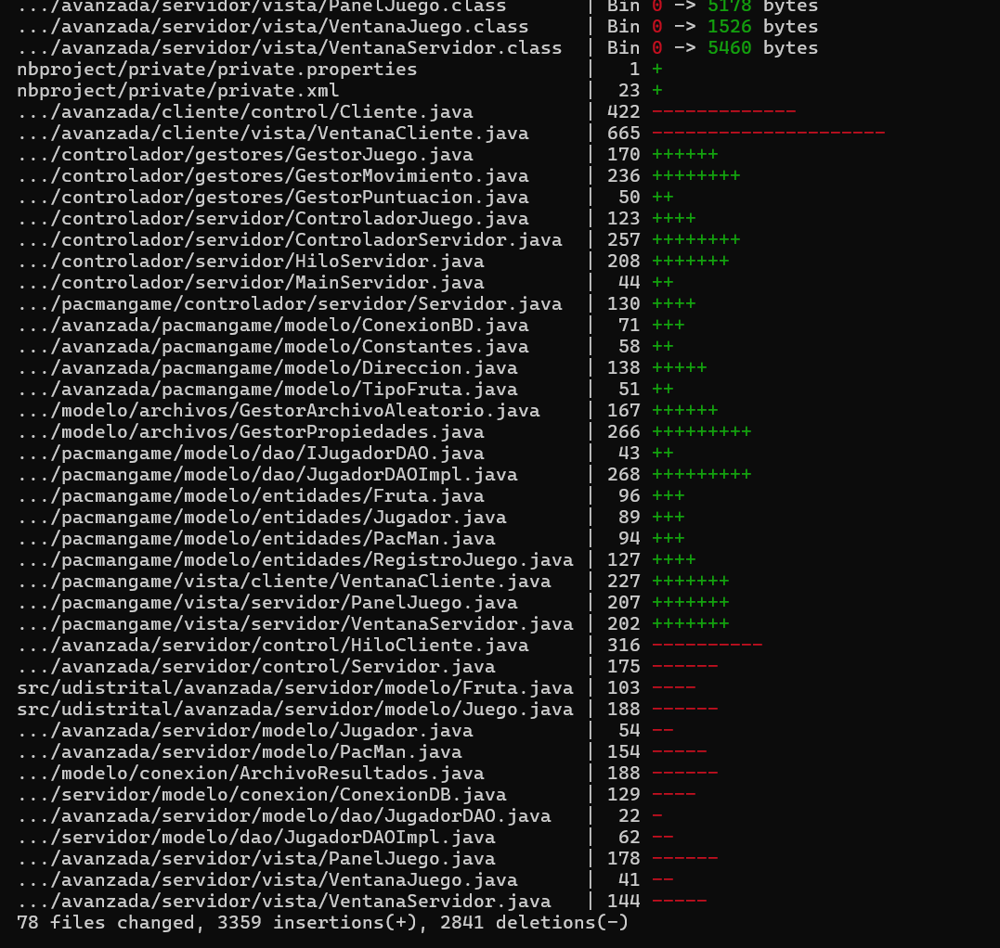 .../avanzada/servidor/vista/PanelJuego.class | Bin 0 -> 5178 bytes
.../avanzada/servidor/vista/VentanaJuego.class | Bin 0 -> 1526 bytes
.../avanzada/servidor/vista/VentanaServidor.class | Bin 0 -> 5460 bytes
nbproject/private/private.properties | 1 +
nbproject/private/private.xml | 23 +
.../avanzada/cliente/control/Cliente.java | 422 -------------
.../avanzada/cliente/vista/VentanaCliente.java | 665 ---------------------
.../controlador/gestores/GestorJuego.java | 170 ++++++
.../controlador/gestores/GestorMovimiento.java | 236 ++++++++
.../controlador/gestores/GestorPuntuacion.java | 50 ++
.../controlador/servidor/ControladorJuego.java | 123 ++++
.../controlador/servidor/ControladorServidor.java | 257 ++++++++
.../controlador/servidor/HiloServidor.java | 208 +++++++
.../controlador/servidor/MainServidor.java | 44 ++
.../pacmangame/controlador/servidor/Servidor.java | 130 ++++
.../avanzada/pacmangame/modelo/ConexionBD.java | 71 +++
.../avanzada/pacmangame/modelo/Constantes.java | 58 ++
.../avanzada/pacmangame/modelo/Direccion.java | 138 +++++
.../avanzada/pacmangame/modelo/TipoFruta.java | 51 ++
.../modelo/archivos/GestorArchivoAleatorio.java | 167 ++++++
.../modelo/archivos/GestorPropiedades.java | 266 +++++++++
.../pacmangame/modelo/dao/IJugadorDAO.java | 43 ++
.../pacmangame/modelo/dao/JugadorDAOImpl.java | 268 +++++++++
.../pacmangame/modelo/entidades/Fruta.java | 96 +++
.../pacmangame/modelo/entidades/Jugador.java | 89 +++
.../pacmangame/modelo/entidades/PacMan.java | 94 +++
.../pacmangame/modelo/entidades/RegistroJuego.java | 127 ++++
.../pacmangame/vista/cliente/VentanaCliente.java | 227 +++++++
.../pacmangame/vista/servidor/PanelJuego.java | 207 +++++++
.../pacmangame/vista/servidor/VentanaServidor.java | 202 +++++++
.../avanzada/servidor/control/HiloCliente.java | 316 ----------
.../avanzada/servidor/control/Servidor.java | 175 ------
src/udistrital/avanzada/servidor/modelo/Fruta.java | 103 ----
src/udistrital/avanzada/servidor/modelo/Juego.java | 188 ------
.../avanzada/servidor/modelo/Jugador.java | 54 --
.../avanzada/servidor/modelo/PacMan.java | 154 -----
.../modelo/conexion/ArchivoResultados.java | 188 ------
.../servidor/modelo/conexion/ConexionDB.java | 129 ----
.../avanzada/servidor/modelo/dao/JugadorDAO.java | 22 -
.../servidor/modelo/dao/JugadorDAOImpl.java | 62 --
.../avanzada/servidor/vista/PanelJuego.java | 178 ------
.../avanzada/servidor/vista/VentanaJuego.java | 41 --
.../avanzada/servidor/vista/VentanaServidor.java | 144 -----
78 files changed, 3359 insertions(+), 2841 deletions(-)